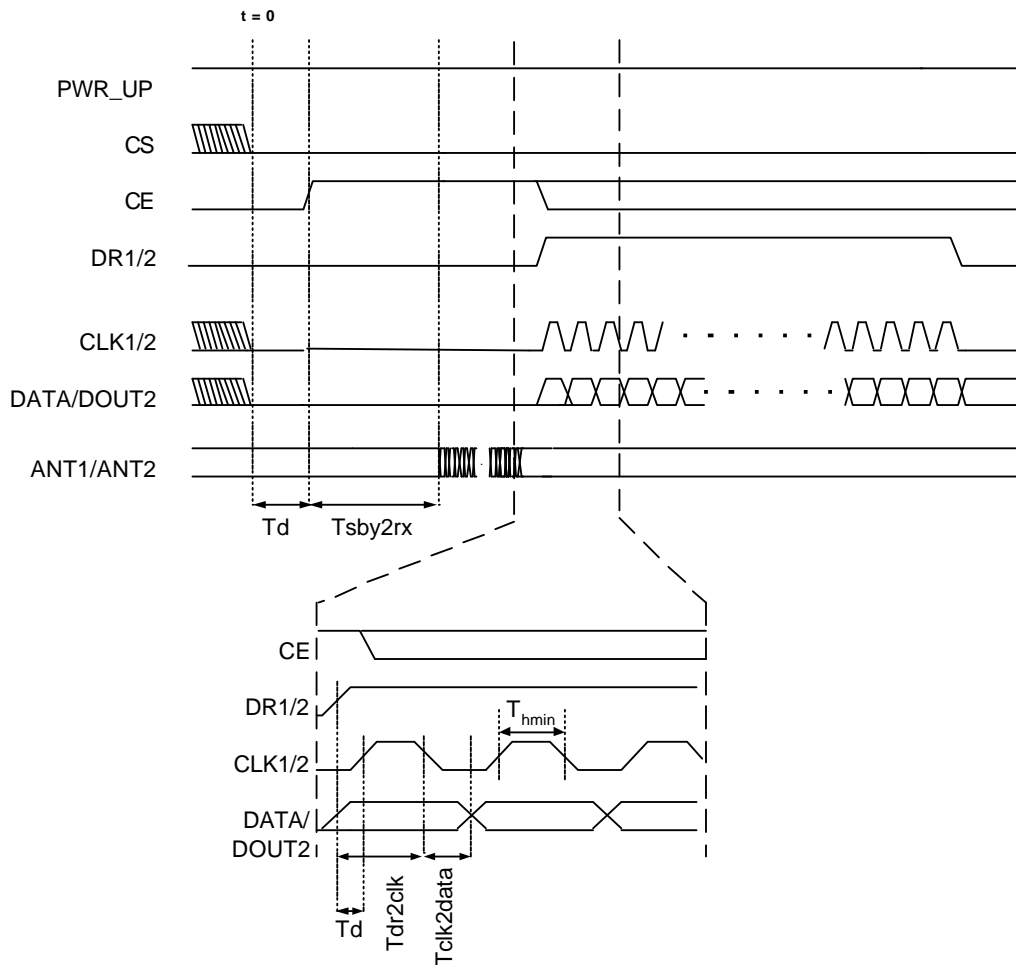 t = 0
PWR_UP
CS
CE
DR1/2
CLK1/2
DATA/DOUT2
ANT1/ANT2
Td
Tsby2rx
CE
DR1/2
T hmin
CLK1/2
DATA/
DOUT2
Td
Tdr2clk
Tclk2data